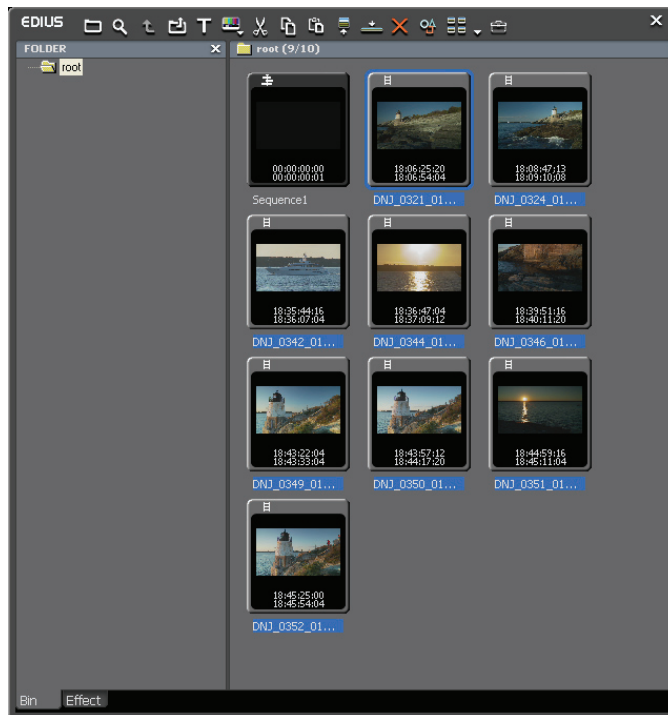 EDIUS
T
FOLDER
root (9/10)
root
00:00:00:00
00:00:00:01
Sequence1
18:06:25:20
18:06:54:04
DNJ_0321_01...
18:08:47:13
18:09:10:08
DNJ_0324_01...
18:35:44:16
18:36:07:04
DNJ_0342_01...
18:36:47:04
18:37:09:12
DNJ_0344_01...
18:39:51:16
18:40:11:20
DNJ_0346_01...
18:43:22:04
18:43:33:04
DNJ_0349_01...
18:43:57:12
18:44:17:20
DNJ_0350_01...
18:44:59:16
18:45:11:04
DNJ_0351_01...
18:45:25:00
18:45:54:04
DNJ_0352_01...
Bin Effect